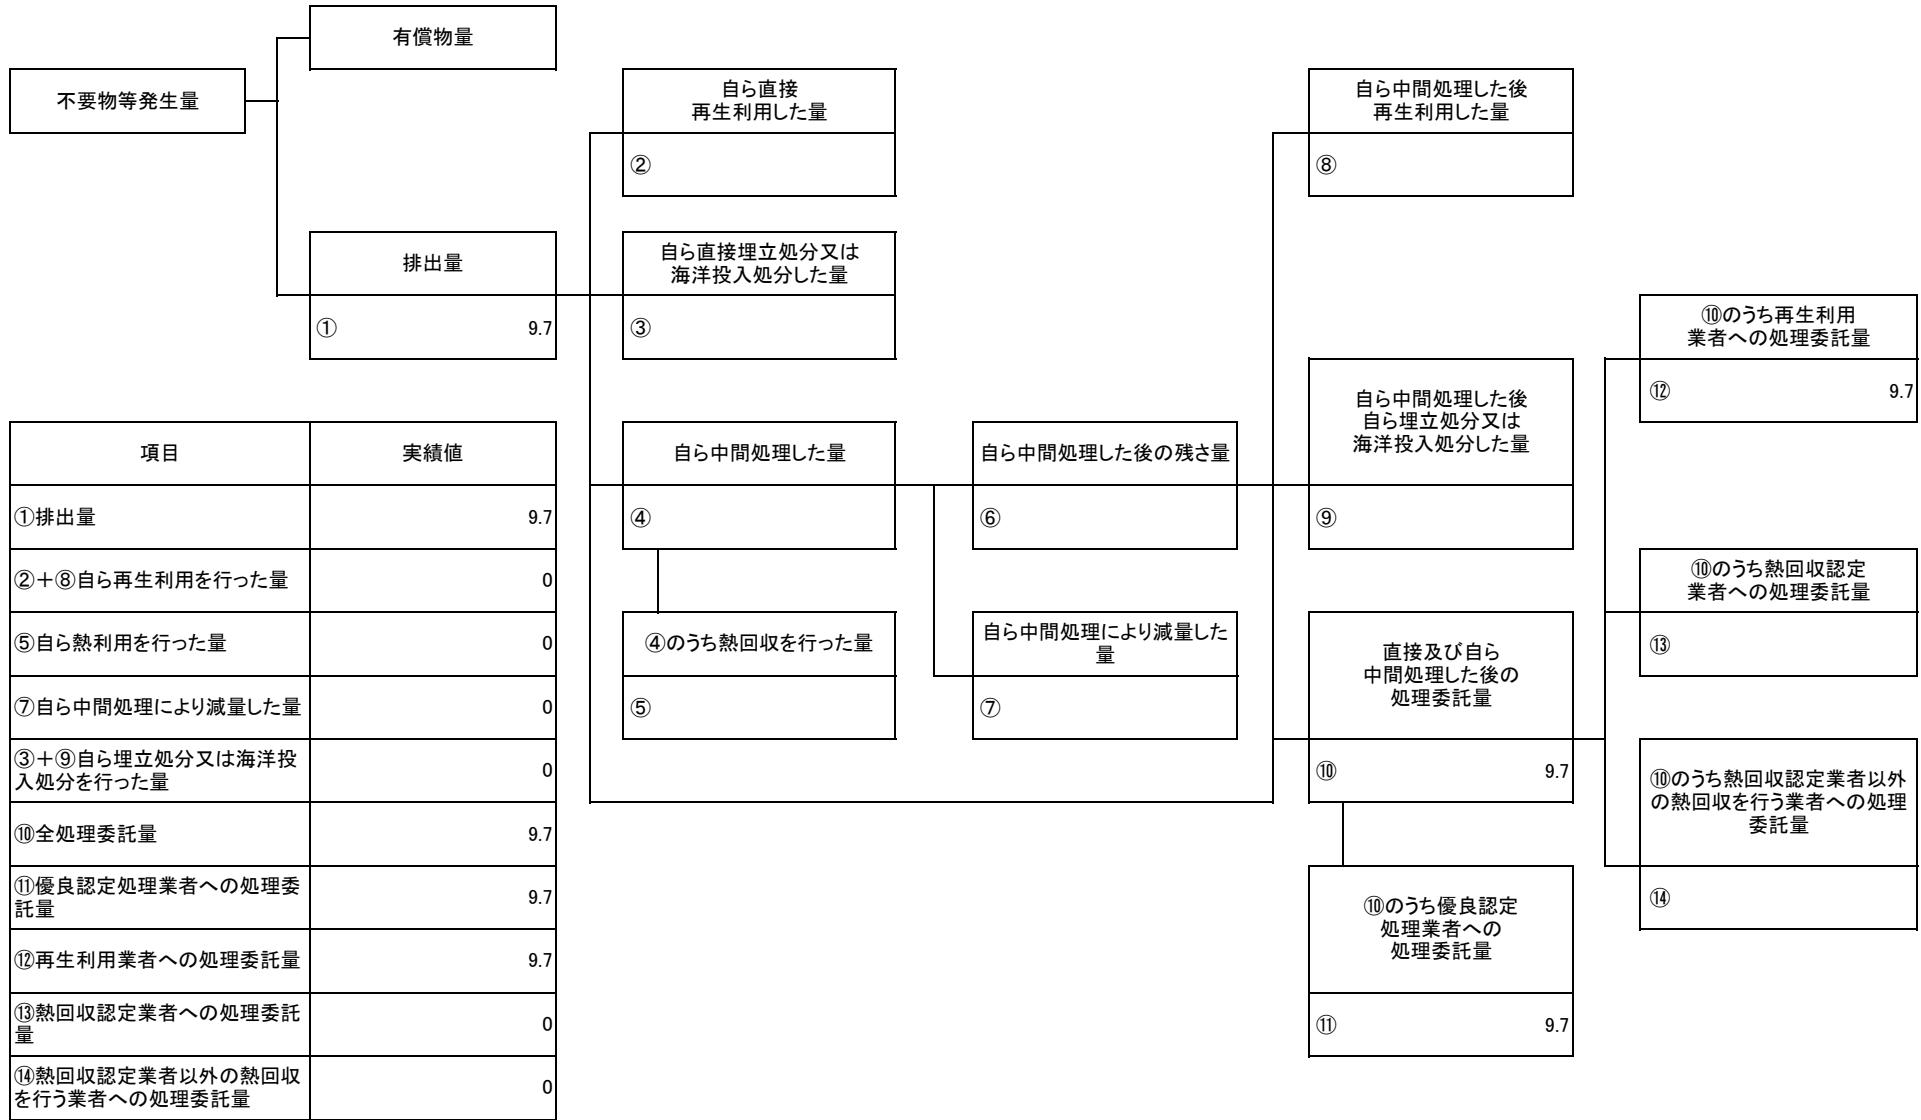 有償物量
不要物等発生量
自ら直接
再生利用した量
②
自ら中間処理した後
再生利用した量
⑧
排出量
① 9.7
自ら直接埋立処分又は
海洋投入処分した量
③
⑩のうち再生利用
業者への処理委託量
⑫ 9.7
自ら中間処理した後
自ら埋立処分又は
海洋投入処分した量
⑨
自ら中間処理した量
④
自ら中間処理した後の残さ量
⑥
⑩のうち熱回収認定
業者への処理委託量
⑬
④のうち熱回収を行った量
⑤
自ら中間処理により減量した
量
⑦
直接及び自ら
中間処理した後の
処理委託量
⑩ 9.7
⑩のうち熱回収認定業者以外
の熱回収を行う業者への処理
委託量
⑭
⑩のうち優良認定
処理業者への
処理委託量
⑪ 9.7
項目 実績値
①排出量 9.7
②＋⑧自ら再生利用を行った量 0
⑤自ら熱利用を行った量 0
⑦自ら中間処理により減量した量 0
③＋⑨自ら埋立処分又は海洋投
入処分を行った量 0
⑩全処理委託量 9.7
⑪優良認定処理業者への処理委
託量 9.7
⑫再生利用業者への処理委託量 9.7
⑬熱回収認定業者への処理委託
量 0
⑭熱回収認定業者以外の熱回収
を行う業者への処理委託量 0